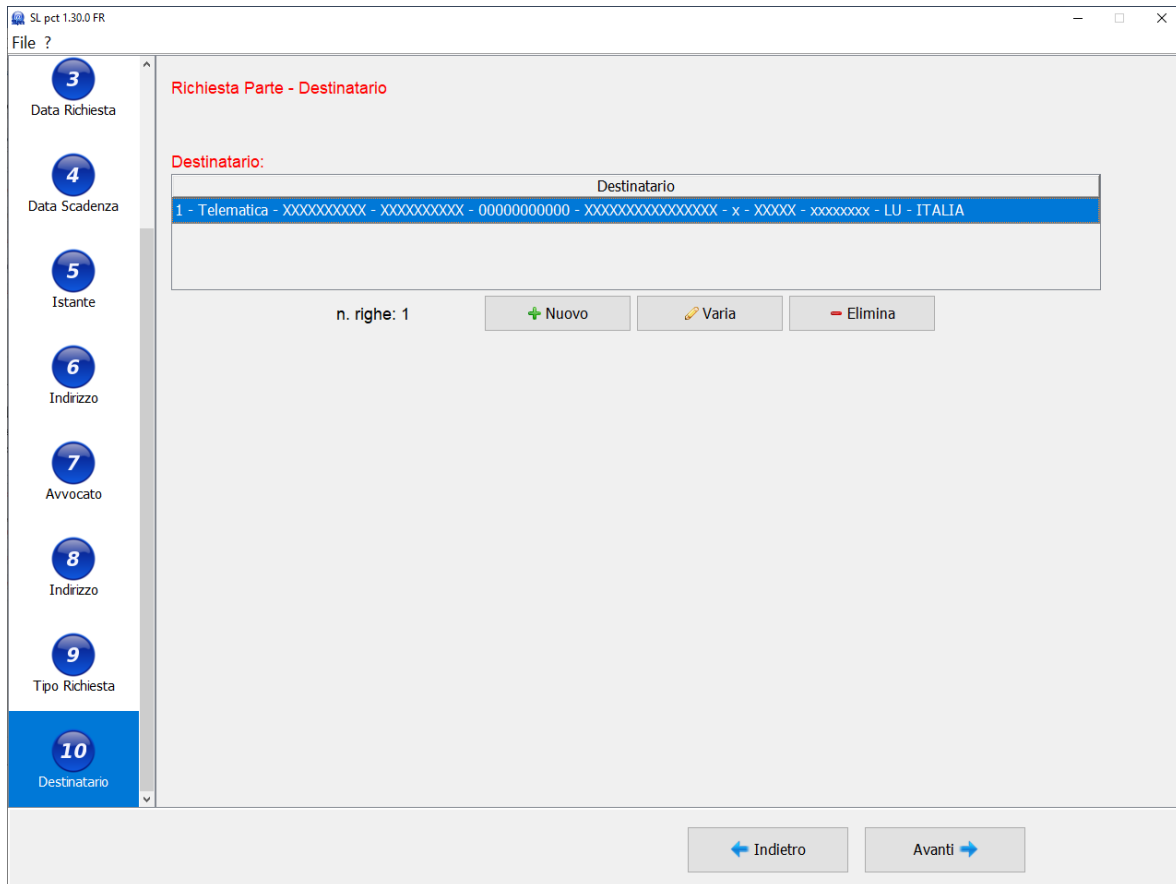 SL pct 1.30.0 FR
File ?
3
Data Richiesta
4
Data Scadenza
5
Istante
6
Indirizzo
7
Avvocato
8
Indirizzo
9
Tipo Richiesta
10
Destinatario
Richiesta Parte - Destinatario
Destinatario:
Destinatario
1 - Telematica - XXXXXXXXXX - XXXXXXXXXX - 00000000000 - XXXXXXXXXXXXXXXX - x - XXXXX - xxxxxxxx - LU - ITALIA
n. righe: 1
Nuovo
Varia
Elimina
Indietro
Avanti